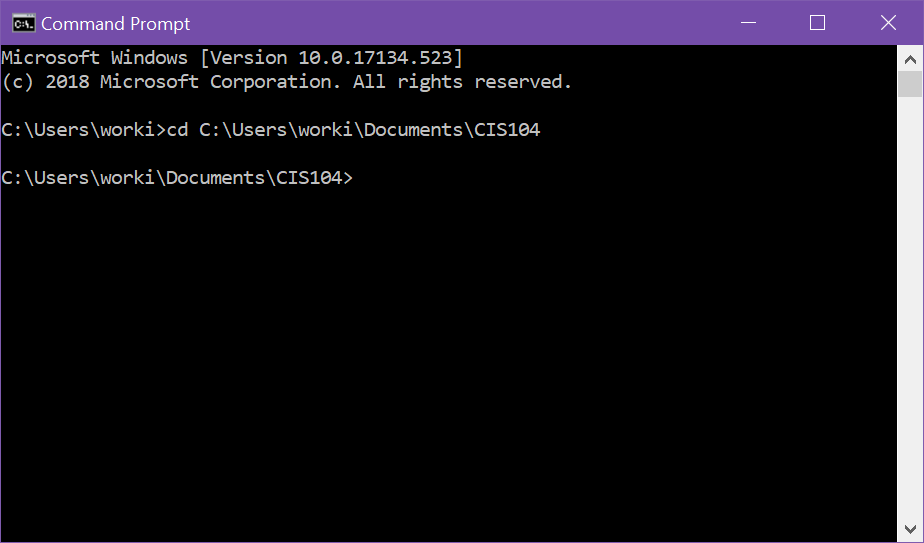 Command Prompt
Microsoft Windows [Version 10.0.17134.523]
(c) 2018 Microsoft Corporation. All rights reserved.
C:\Users\worki>cd C:\Users\worki\Documents\CIS104
C:\Users\worki\Documents\CIS104>